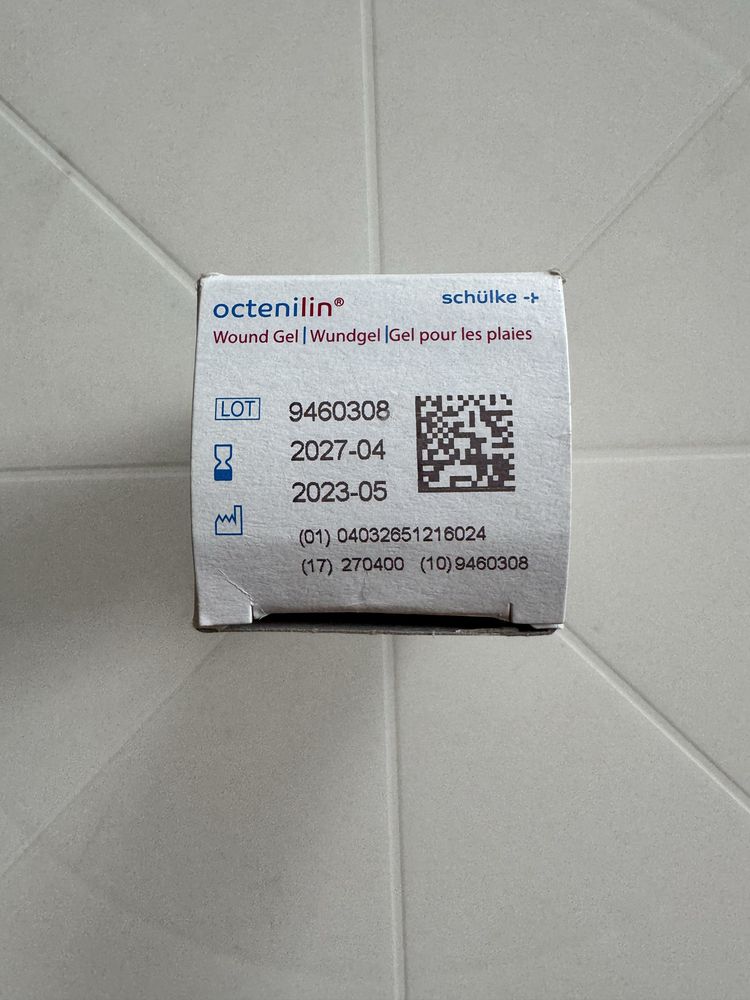 octenilin® schülke -+
Wound Gel | Wundgel | Gel pour les plaies
LOT 9460308
2027-04
2023-05
(01) 04032651216024
(17) 270400 (10) 9460308